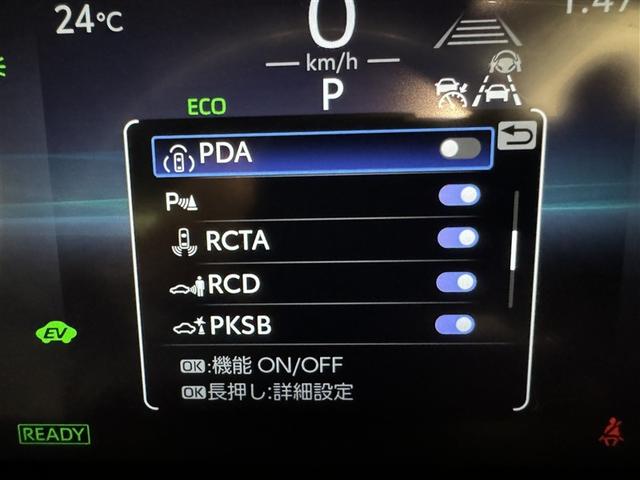 24℃
0
km/h
P
ECO
PDA
P
RCTA
RCD
PKSB
EV
OK:機能 ON/OFF
OK長押し:詳細設定
READY